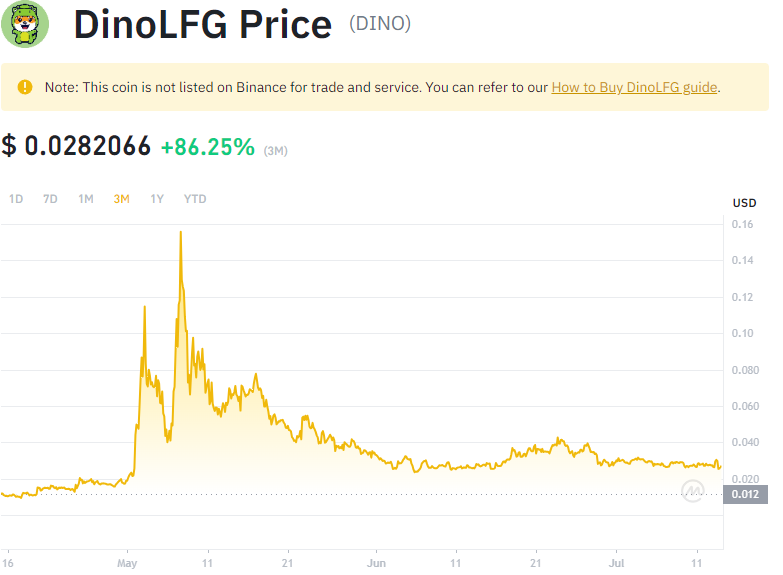 DinoLFG Price (DINO)
Note: This coin is not listed on Binance for trade and service. You can refer to our How to Buy DinoLFG guide.
$ 0.0282066 +86.25% (3M)
1D 7D 1M 3M 1Y YTD
USD
0.16
0.14
0.12
0.10
0.080
0.060
0.040
0.020
0.012
16 May 11 21 Jun 11 21 Jul 11